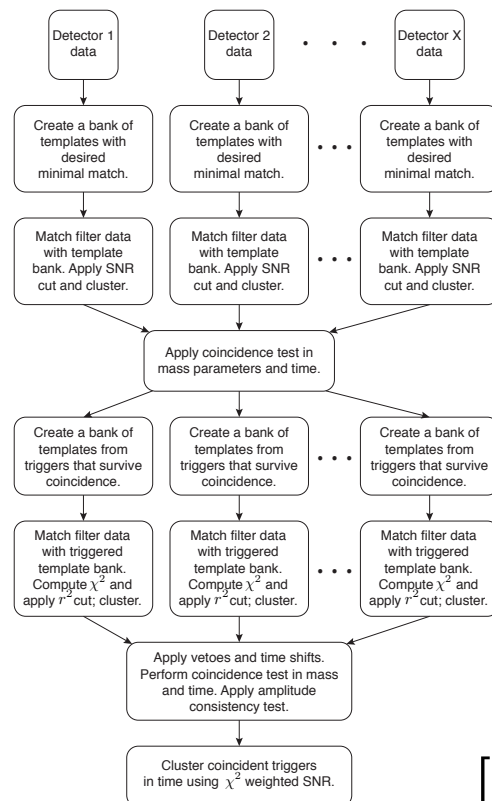 Detector 1
data
Detector 2
data
Detector X
data
Create a bank of
templates with
desired
minimal match.
Create a bank of
templates with
desired
minimal match.
Create a bank of
templates with
desired
minimal match.
Match filter data
with template
bank. Apply SNR
cut and cluster.
Match filter data
with template
bank. Apply SNR
cut and cluster.
Match filter data
with template
bank. Apply SNR
cut and cluster.
Apply coincidence test in
mass parameters and time.
Create a bank of
templates from
triggers that survive
coincidence.
Create a bank of
templates from
triggers that survive
coincidence.
Create a bank of
templates from
triggers that survive
coincidence.
Match filter data
with triggered
template bank.
Compute χ² and
apply r² cut; cluster.
Match filter data
with triggered
template bank.
Compute χ² and
apply r² cut; cluster.
Match filter data
with triggered
template bank.
Compute χ² and
apply r² cut; cluster.
Apply vetoes and time shifts.
Perform coincidence test in mass
and time. Apply amplitude
consistency test.
Cluster coincident triggers
in time using χ² weighted SNR.